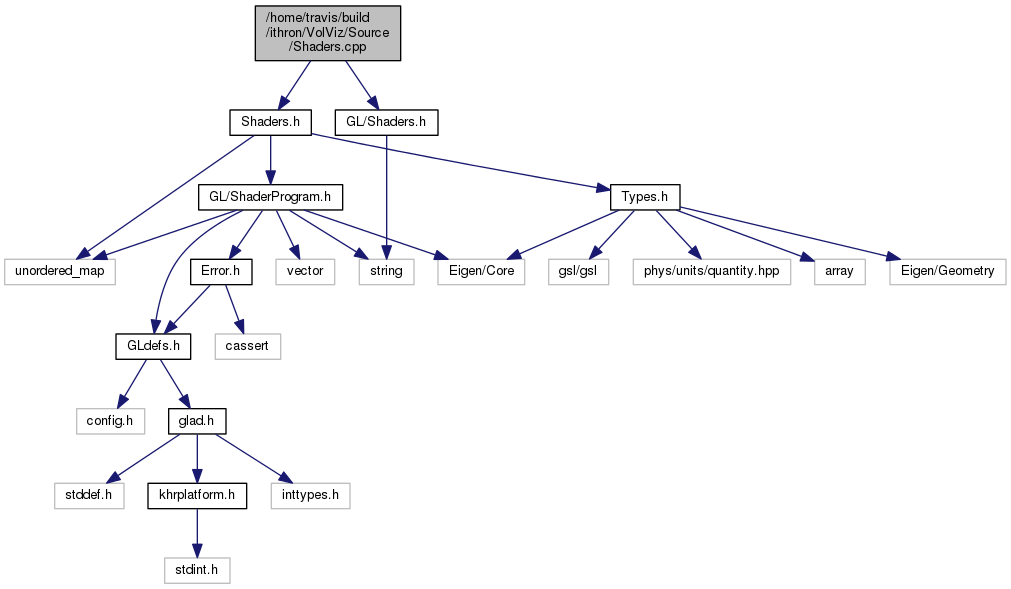 /home/travis/build
/ithron/VolViz/Source
/Shaders.cpp
Shaders.h
GL/Shaders.h
GL/ShaderProgram.h
Types.h
unordered_map
Error.h
vector
string
Eigen/Core
gsl/gsl
phys/units/quantity.hpp
array
Eigen/Geometry
GLdefs.h
cassert
config.h
glad.h
stddef.h
khrplatform.h
inttypes.h
stdint.h